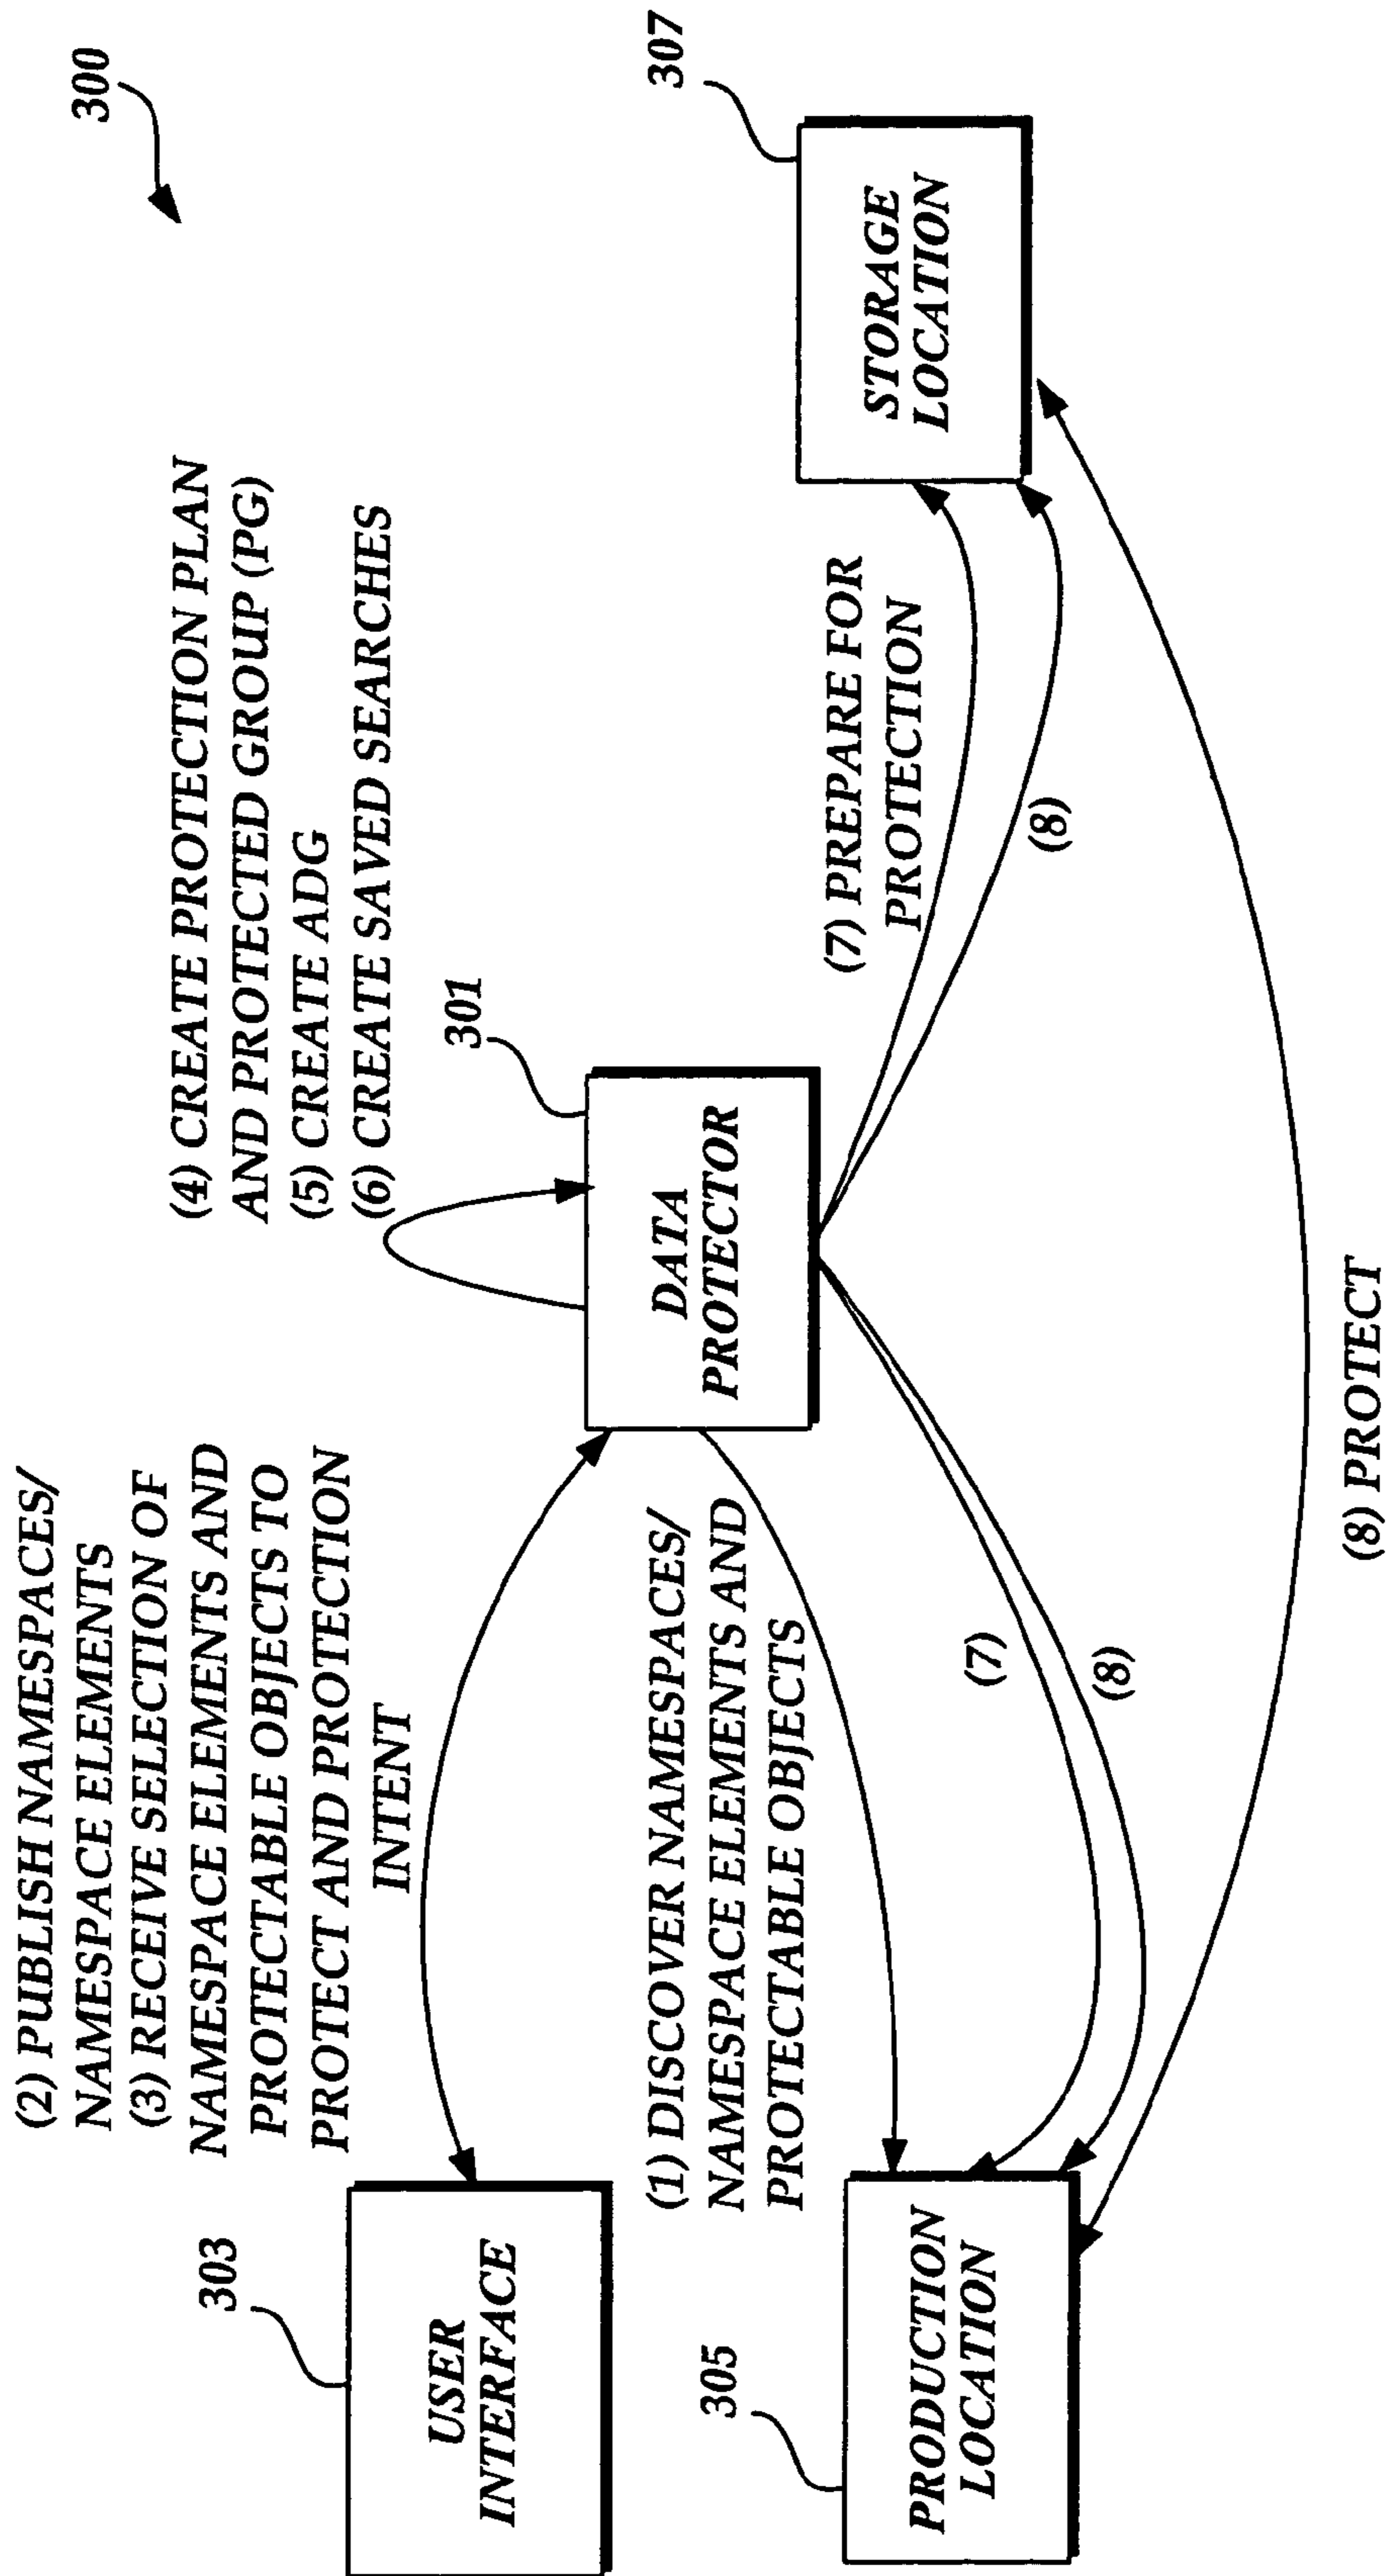 300
(2) PUBLISH NAMESPACES/
NAMESPACE ELEMENTS
(3) RECEIVE SELECTION OF
NAMESPACE ELEMENTS AND
PROTECTABLE OBJECTS TO
PROTECT AND PROTECTION
INTENT
(4) CREATE PROTECTION PLAN
AND PROTECTED GROUP (PG)
(5) CREATE ADG
(6) CREATE SAVED SEARCHES
303
USER
INTERFACE
301
DATA
PROTECTOR
(1) DISCOVER NAMESPACES/
NAMESPACE ELEMENTS AND
PROTECTABLE OBJECTS
305
PRODUCTION
LOCATION
(7)
(8)
(7) PREPARE FOR
PROTECTION
(8)
307
STORAGE
LOCATION
(8) PROTECT